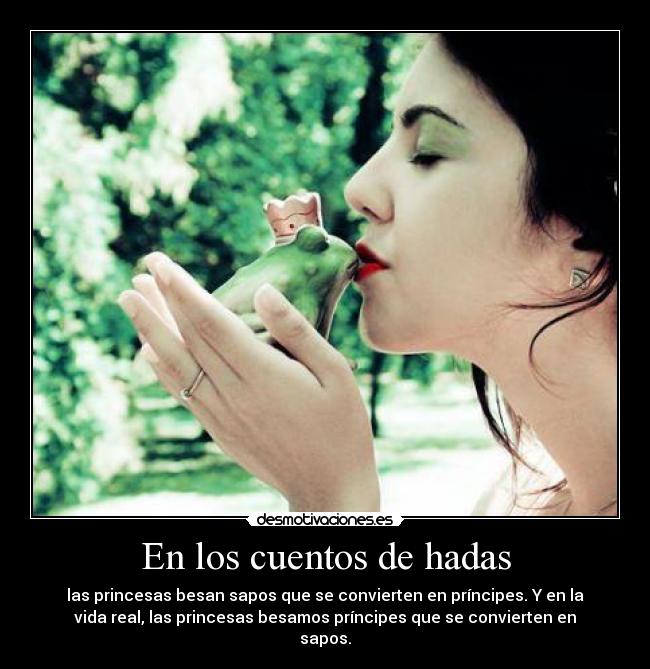 desmotivaciones.es
En los cuentos de hadas
las princesas besan sapos que se convierten en príncipes. Y en la
vida real, las princesas besamos príncipes que se convierten en
sapos.